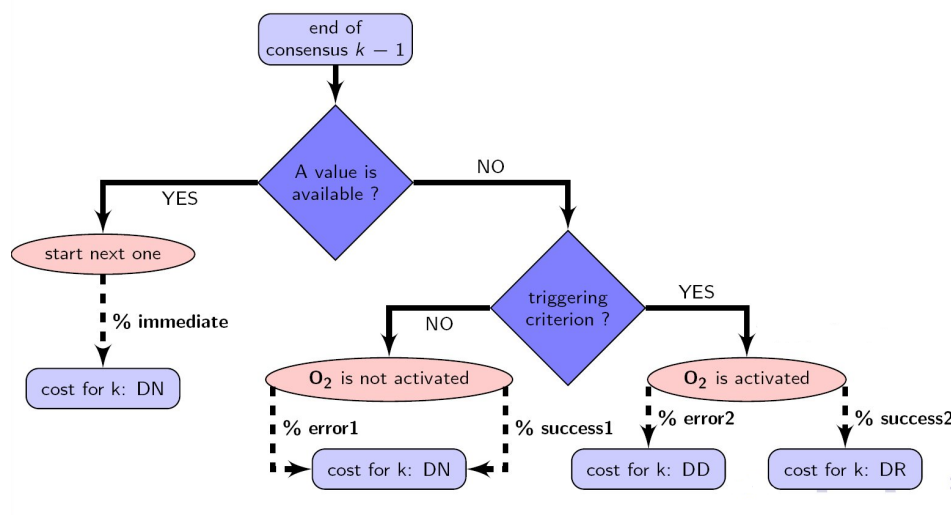 end of
consensus k − 1
A value is
available ?
YES
NO
start next one
triggering
criterion ?
NO
YES
% immediate
cost for k: DN
O₂ is not activated
O₂ is activated
% error1
% success1
% error2
% success2
cost for k: DN
cost for k: DD
cost for k: DR